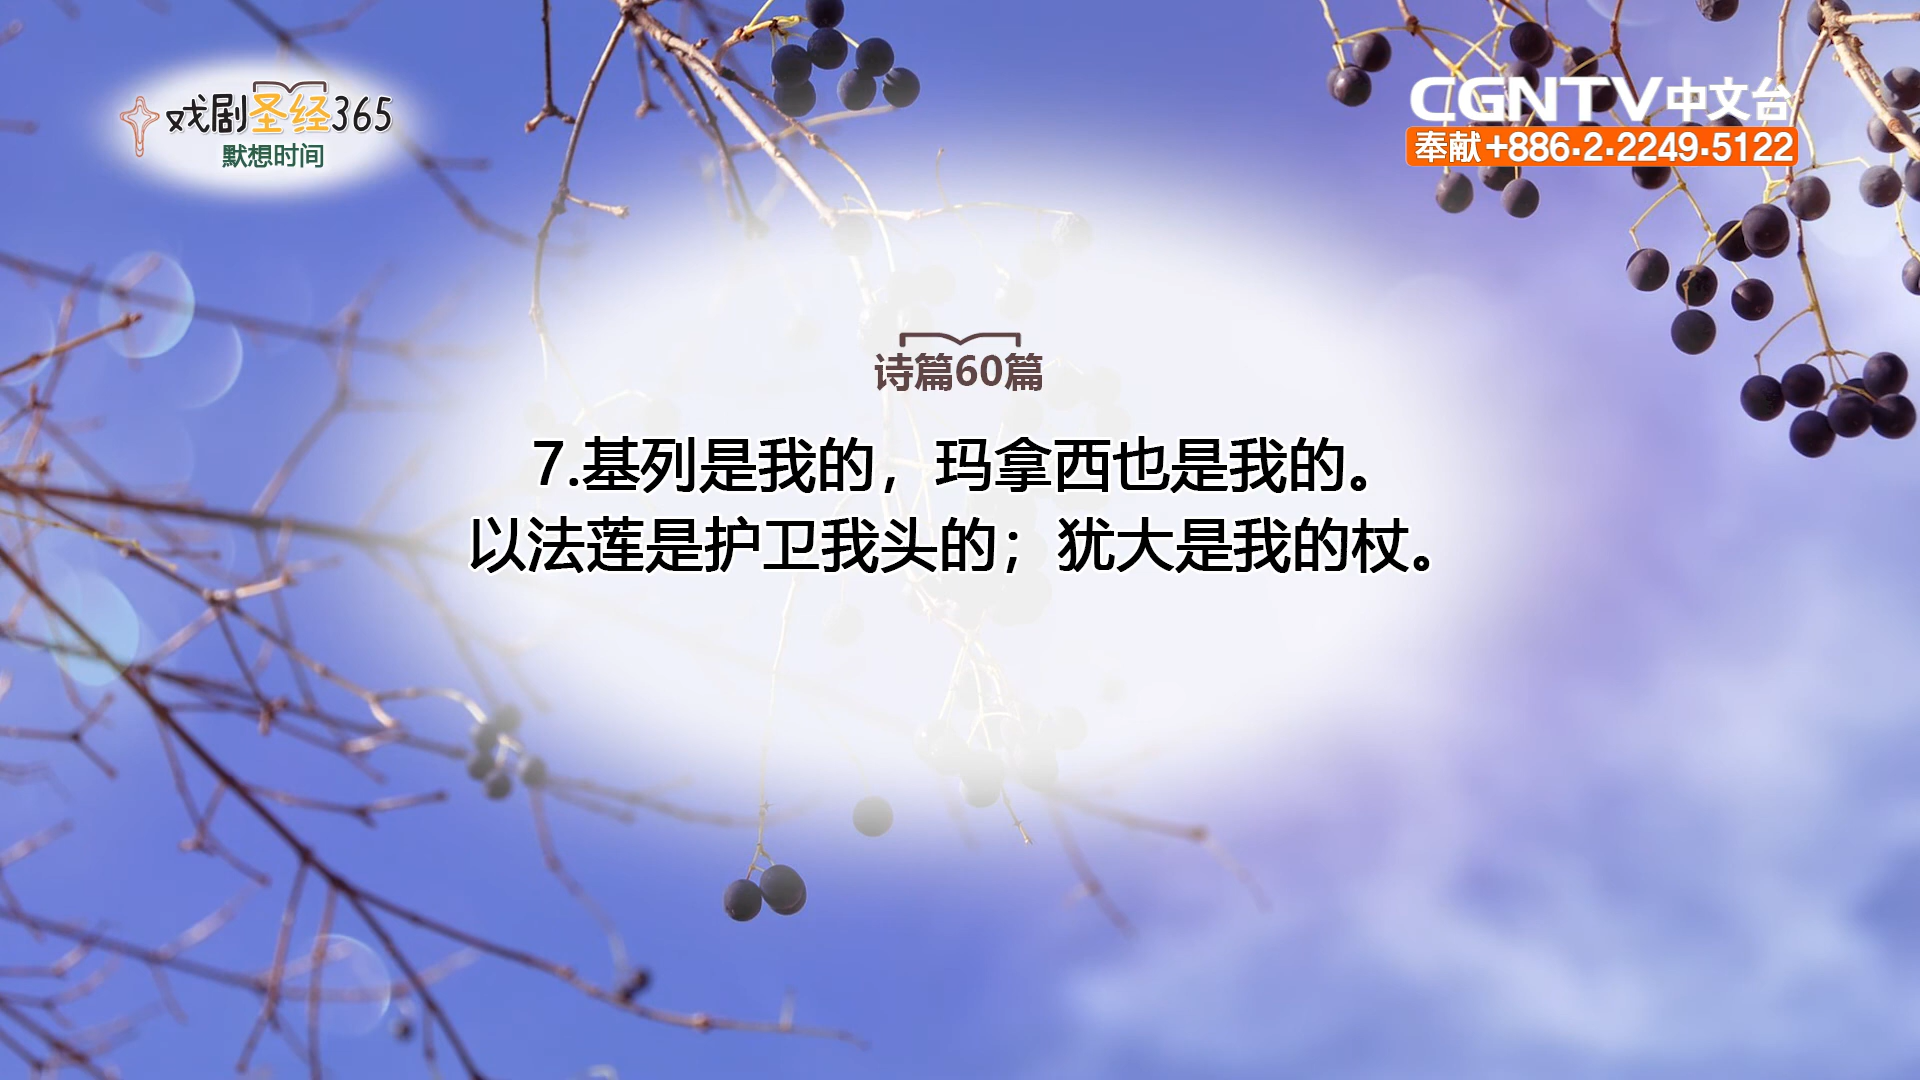 戏剧圣经365
默想时间
CGNTV中文台
奉献+886·2·2249·5122
诗篇60篇
7.基列是我的，玛拿西也是我的。
以法莲是护卫我头的；犹大是我的杖。